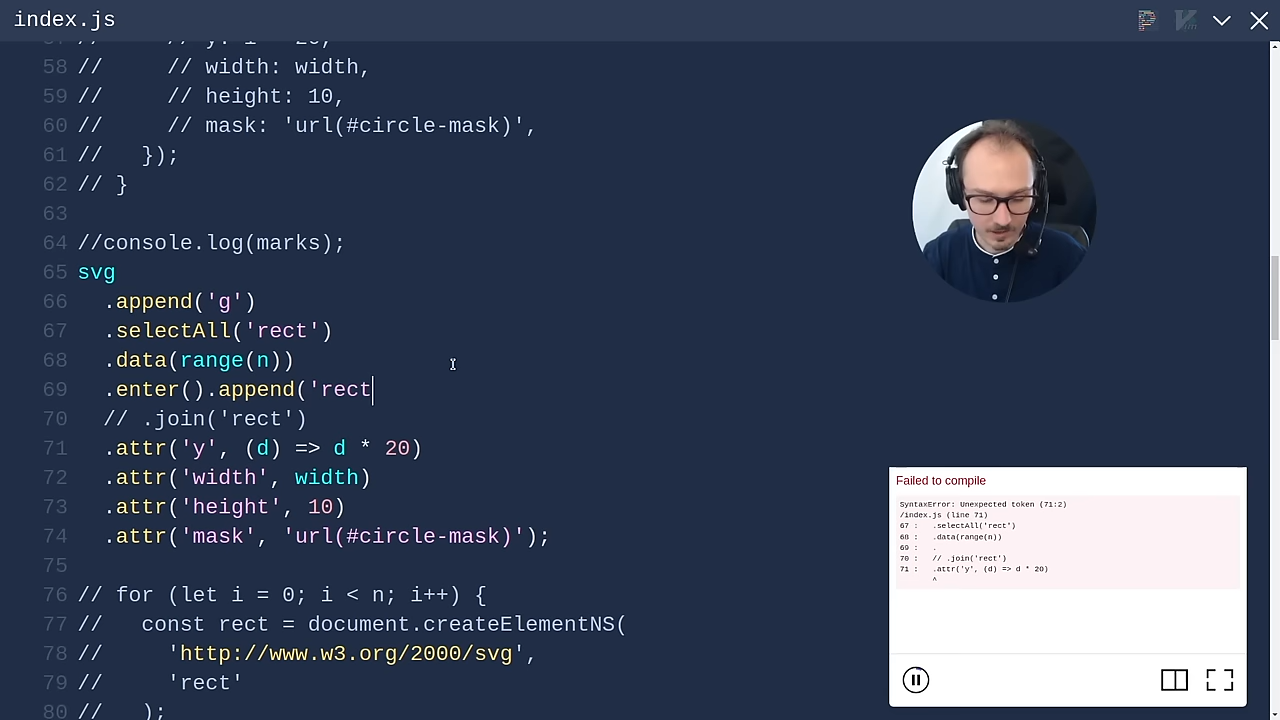 index.js
58 //     // width: width,
59 //     // height: 10,
60 //     // mask: 'url(#circle-mask)',
61 //   });
62 // }
63
64 //console.log(marks);
65 svg
66   .append('g')
67   .selectAll('rect')
68   .data(range(n))
69   .enter().append('rect
70   // .join('rect')
71   .attr('y', (d) => d * 20)
72   .attr('width', width)
73   .attr('height', 10)
74   .attr('mask', 'url(#circle-mask)');
75
76 // for (let i = 0; i < n; i++) {
77 //   const rect = document.createElementNS(
78 //     'http://www.w3.org/2000/svg',
79 //     'rect'
80 //   );
Failed to compile
SyntaxError: Unexpected token (71:2)
/index.js (line 71)
67 :   .selectAll('rect')
68 :   .data(range(n))
69 :   .
70 :   // .join('rect')
71 :   .attr('y', (d) => d * 20)
^